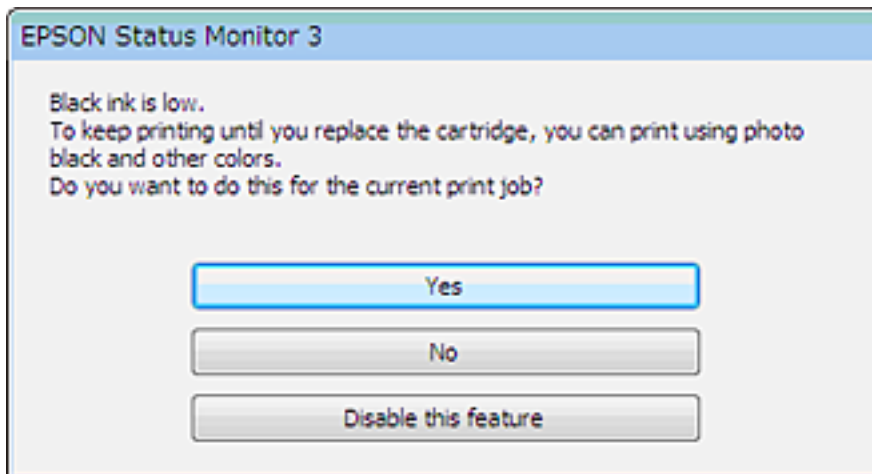 EPSON Status Monitor 3
Black ink is low.
To keep printing until you replace the cartridge, you can print using photo
black and other colors.
Do you want to do this for the current print job?
Yes
No
Disable this feature